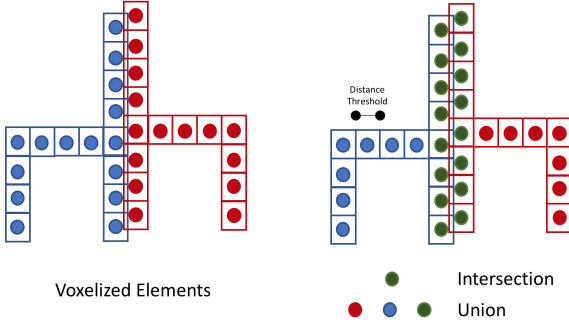 Distance
Threshold
Voxelized Elements
Intersection
Union